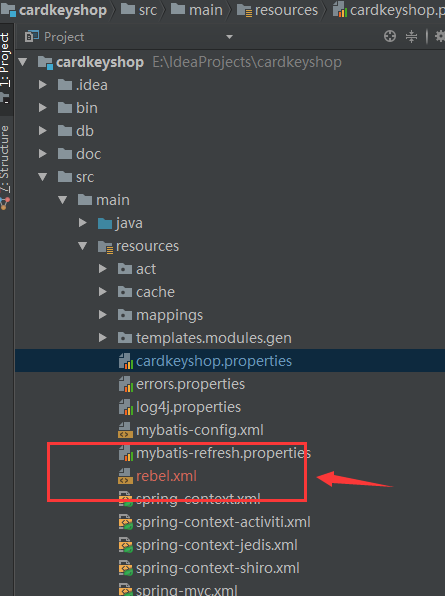 cardkeyshop src main resources cardkeyshop.p
Project
cardkeyshop E:\IdeaProjects\cardkeyshop
.idea
bin
db
doc
src
main
java
resources
act
cache
mappings
templates.modules.gen
cardkeyshop.properties
errors.properties
log4j.properties
mybatis-config.xml
mybatis-refresh.properties
rebel.xml
spring-context.xml
spring-context-activiti.xml
spring-context-jedis.xml
spring-context-shiro.xml
spring-mvc.xml
1: Project
7: Structure